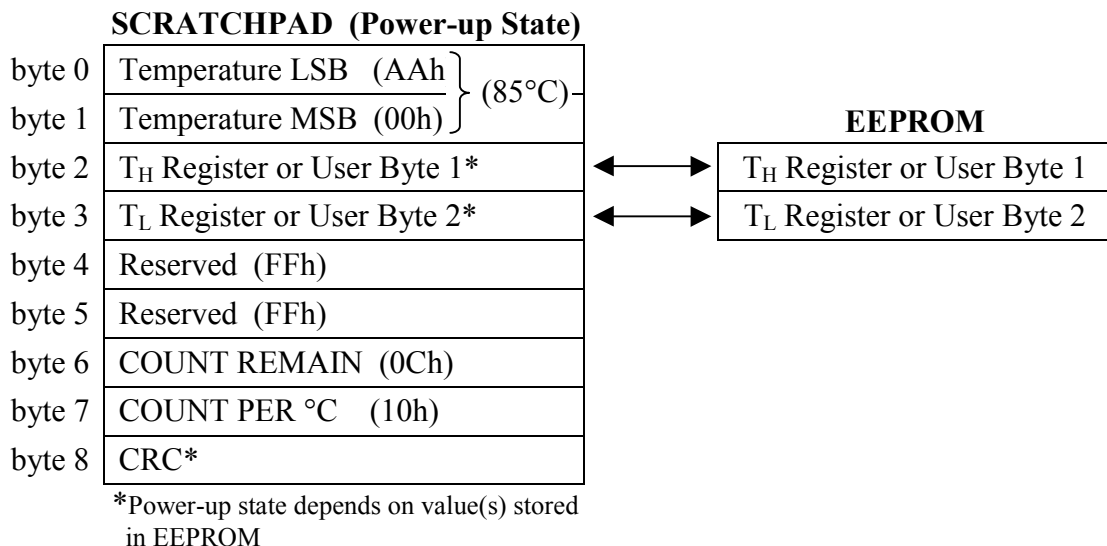 SCRATCHPAD (Power-up State)
byte 0 Temperature LSB (AAh
(85°C)
byte 1 Temperature MSB (00h)
EEPROM
byte 2 TH Register or User Byte 1* TH Register or User Byte 1
byte 3 TL Register or User Byte 2* TL Register or User Byte 2
byte 4 Reserved (FFh)
byte 5 Reserved (FFh)
byte 6 COUNT REMAIN (0Ch)
byte 7 COUNT PER °C (10h)
byte 8 CRC*
*Power-up state depends on value(s) stored
in EEPROM